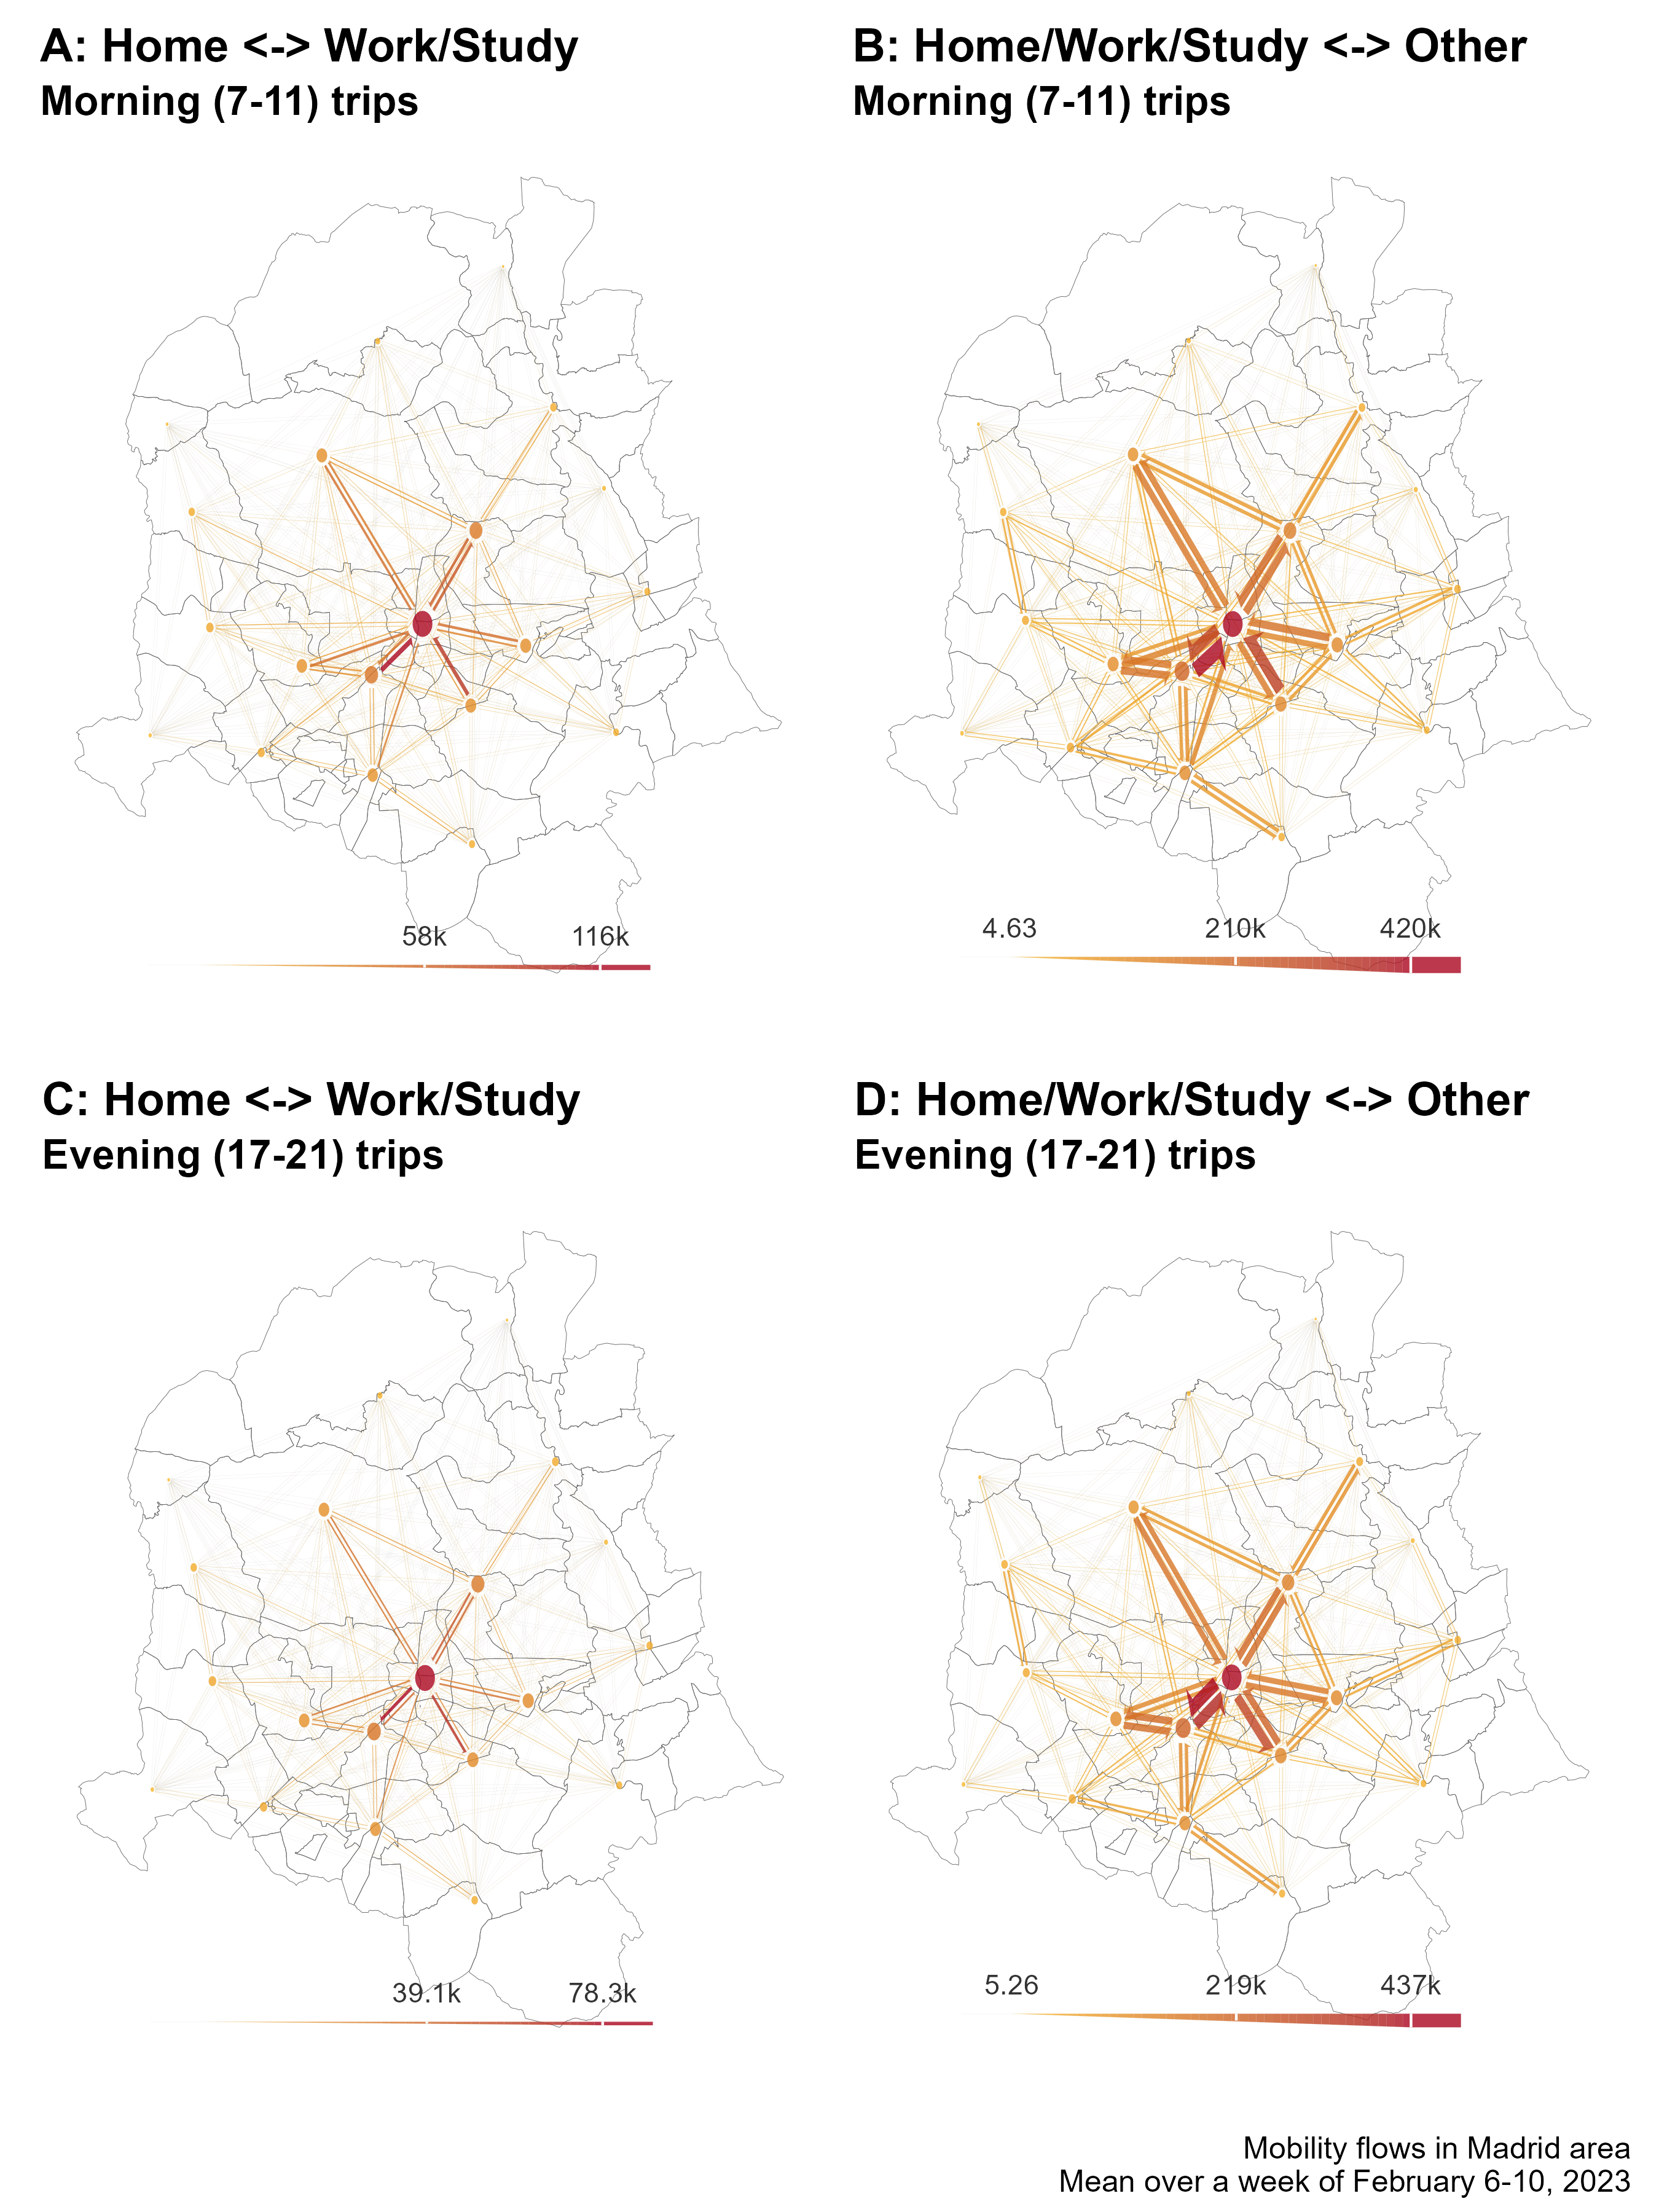 A: Home <-> Work/Study
Morning (7-11) trips
B: Home/Work/Study <-> Other
Morning (7-11) trips
58k 116k
4.63 210k 420k
C: Home <-> Work/Study
Evening (17-21) trips
D: Home/Work/Study <-> Other
Evening (17-21) trips
39.1k 78.3k
5.26 219k 437k
Mobility flows in Madrid area
Mean over a week of February 6-10, 2023